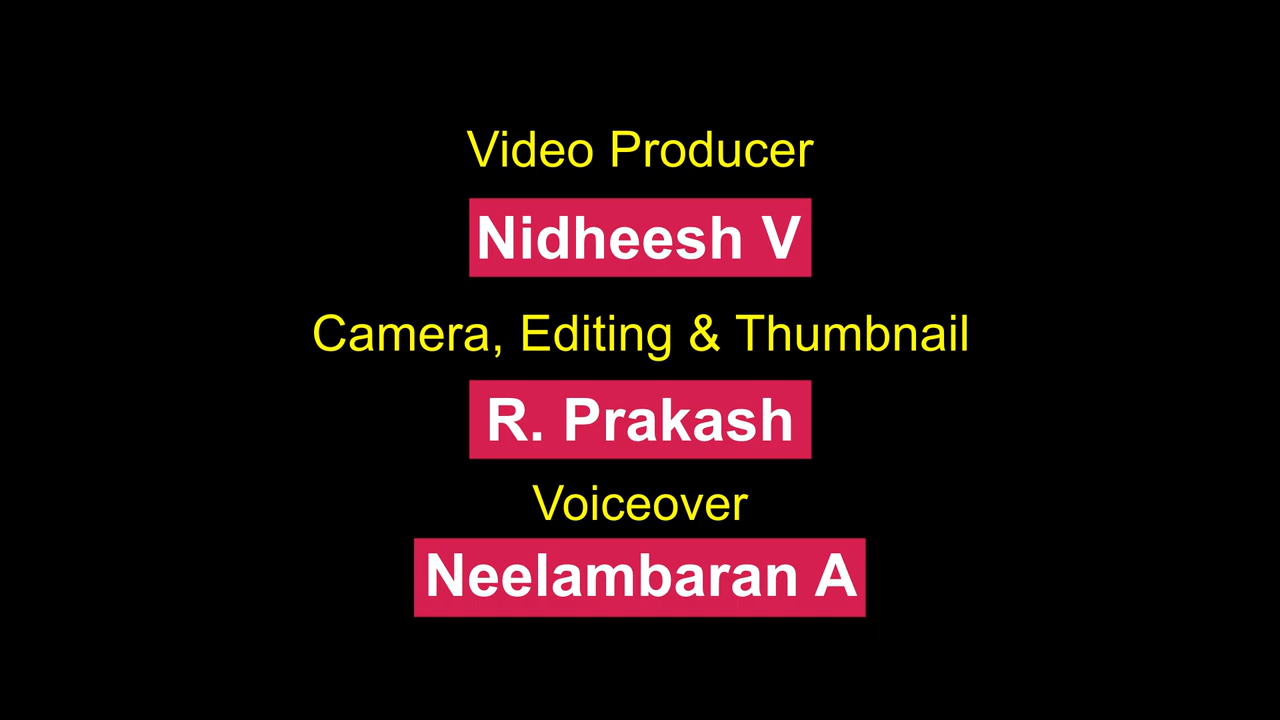 Video Producer
Nidheesh V
Camera, Editing & Thumbnail
R. Prakash
Voiceover
Neelambaran A